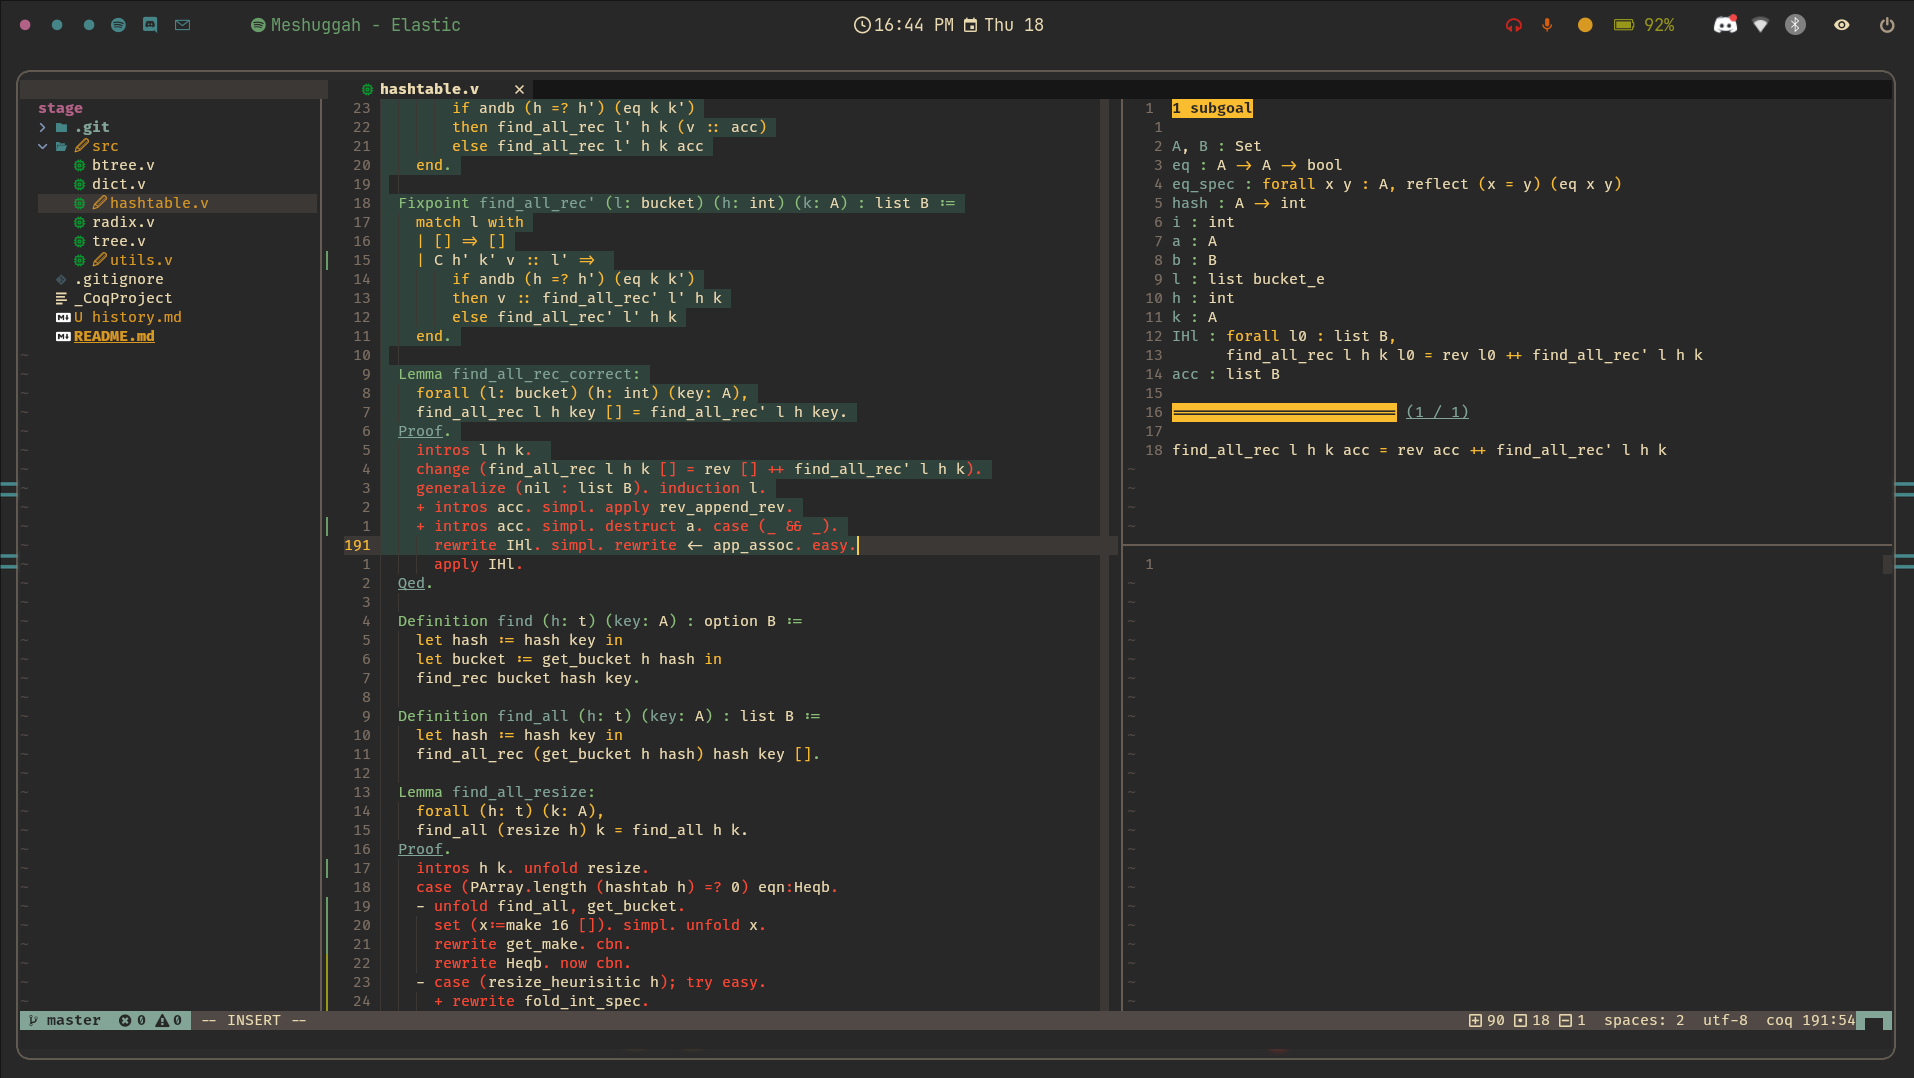 Meshuggah - Elastic
16:44 PM Thu 18
92%
stage
.git
src
btree.v
dict.v
hashtable.v
radix.v
tree.v
utils.v
.gitignore
_CoqProject
U history.md
README.md
hashtable.v ×
23 if andb (h =? h') (eq k k')
22 then find_all_rec l' h k (v :: acc)
21 else find_all_rec l' h k acc
20 end.
19
18 Fixpoint find_all_rec' (l: bucket) (h: int) (k: A) : list B :=
17 match l with
16 | [] => []
15 | C h' k' v :: l' =>
14 if andb (h =? h') (eq k k')
13 then v :: find_all_rec' l' h k
12 else find_all_rec' l' h k
11 end.
10
9 Lemma find_all_rec_correct:
8 forall (l: bucket) (h: int) (key: A),
7 find_all_rec l h key [] = find_all_rec' l h key.
6 Proof.
5 intros l h k.
4 change (find_all_rec l h k [] = rev [] ++ find_all_rec' l h k).
3 generalize (nil : list B). induction l.
2 + intros acc. simpl. apply rev_append_rev.
1 + intros acc. simpl. destruct a. case (_ && _).
191 rewrite IHl. simpl. rewrite <- app_assoc. easy.
1 apply IHl.
2 Qed.
3
4 Definition find (h: t) (key: A) : option B :=
5 let hash := hash key in
6 let bucket := get_bucket h hash in
7 find_rec bucket hash key.
8
9 Definition find_all (h: t) (key: A) : list B :=
10 let hash := hash key in
11 find_all_rec (get_bucket h hash) hash key [].
12
13 Lemma find_all_resize:
14 forall (h: t) (k: A),
15 find_all (resize h) k = find_all h k.
16 Proof.
17 intros h k. unfold resize.
18 case (PArray.length (hashtab h) =? 0) eqn:Heqb.
19 - unfold find_all, get_bucket.
20 set (x:=make 16 []). simpl. unfold x.
21 rewrite get_make. cbn.
22 rewrite Heqb. now cbn.
23 - case (resize_heurisitic h); try easy.
24 + rewrite fold_int_spec.
1 1 subgoal
1
2 A, B : Set
3 eq : A -> A -> bool
4 eq_spec : forall x y : A, reflect (x = y) (eq x y)
5 hash : A -> int
6 i : int
7 a : A
8 b : B
9 l : list bucket_e
10 h : int
11 k : A
12 IHl : forall l0 : list B,
13 find_all_rec l h k l0 = rev l0 ++ find_all_rec' l h k
14 acc : list B
15
16 ========================= (1 / 1)
17
18 find_all_rec l h k acc = rev acc ++ find_all_rec' l h k
1
master 0 0 -- INSERT --
90 18 1 spaces: 2 utf-8 coq 191:54